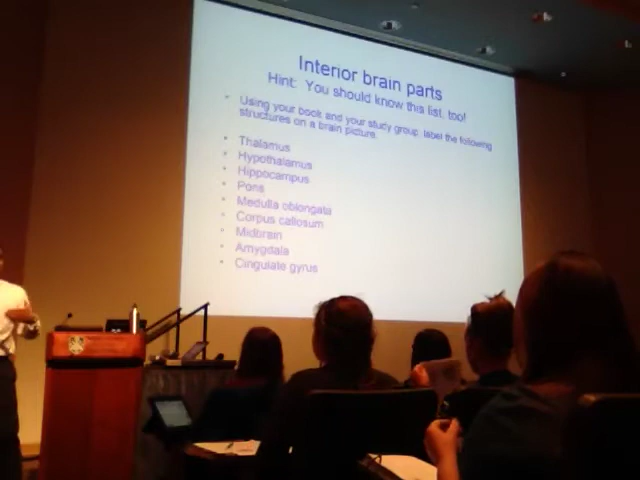 Interior brain parts
Hint: You should know this list, too!
• Using your book and your study group, label the following
structures on a brain picture.
• Thalamus
• Hypothalamus
• Hippocampus
• Pons
• Medulla oblongata
• Corpus callosum
• Midbrain
• Amygdala
• Cingulate gyrus